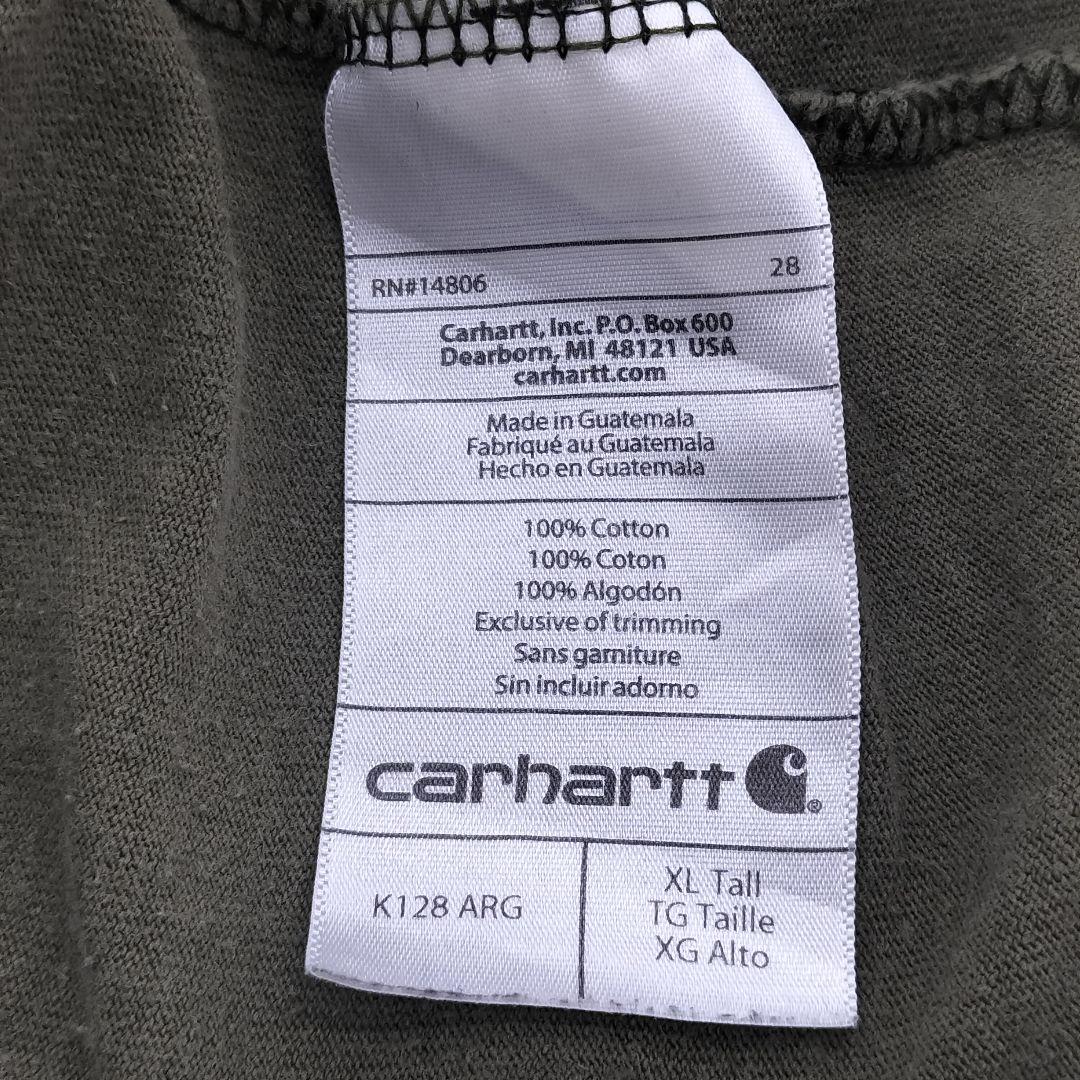 RN#14806 28
Carhartt, Inc. P.O. Box 600
Dearborn, MI 48121 USA
carhartt.com
Made in Guatemala
Fabriqué au Guatemala
Hecho en Guatemala
100% Cotton
100% Coton
100% Algodón
Exclusive of trimming
Sans garniture
Sin incluir adorno
carhartt ®
K128 ARG
XL Tall
TG Taille
XG Alto